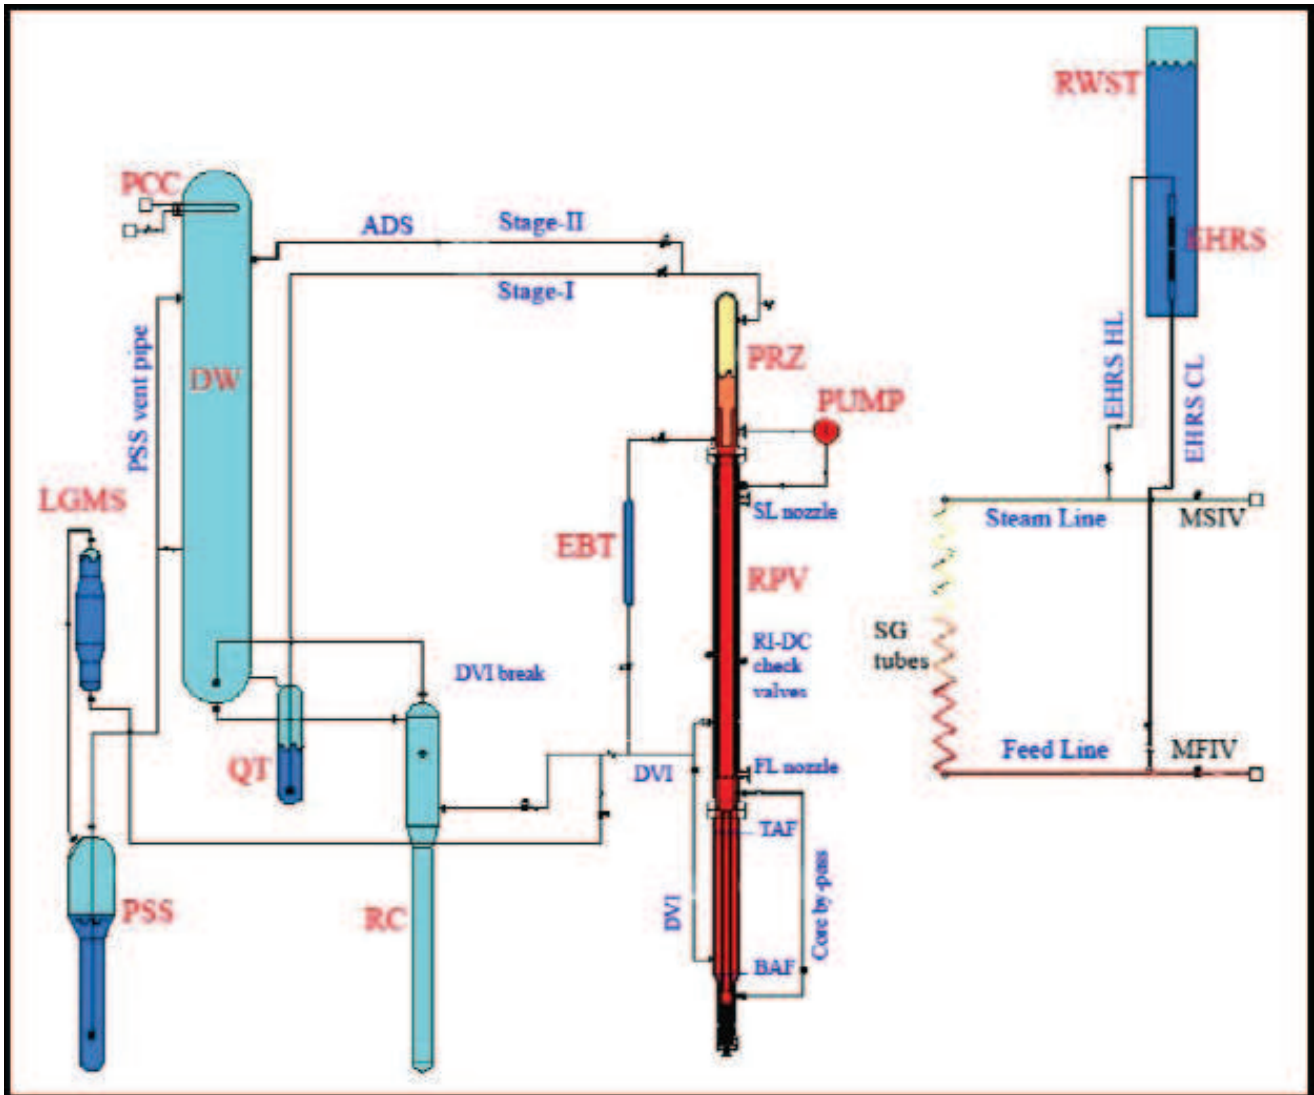 RWST
PCC
ADS
Stage-II
EHRS
Stage-I
EHRS HL
PSS vent pipe
DW
PRZ
EHRS CL
PUMP
LGMS
SL nozzle
Steam Line
MSIV
EBT
RPV
SG
tubes
RI-DC
check
valves
DVI break
QT
DVI
FL nozzle
Feed Line
MFIV
TAF
PSS
RC
DVI
Core by-pass
BAF